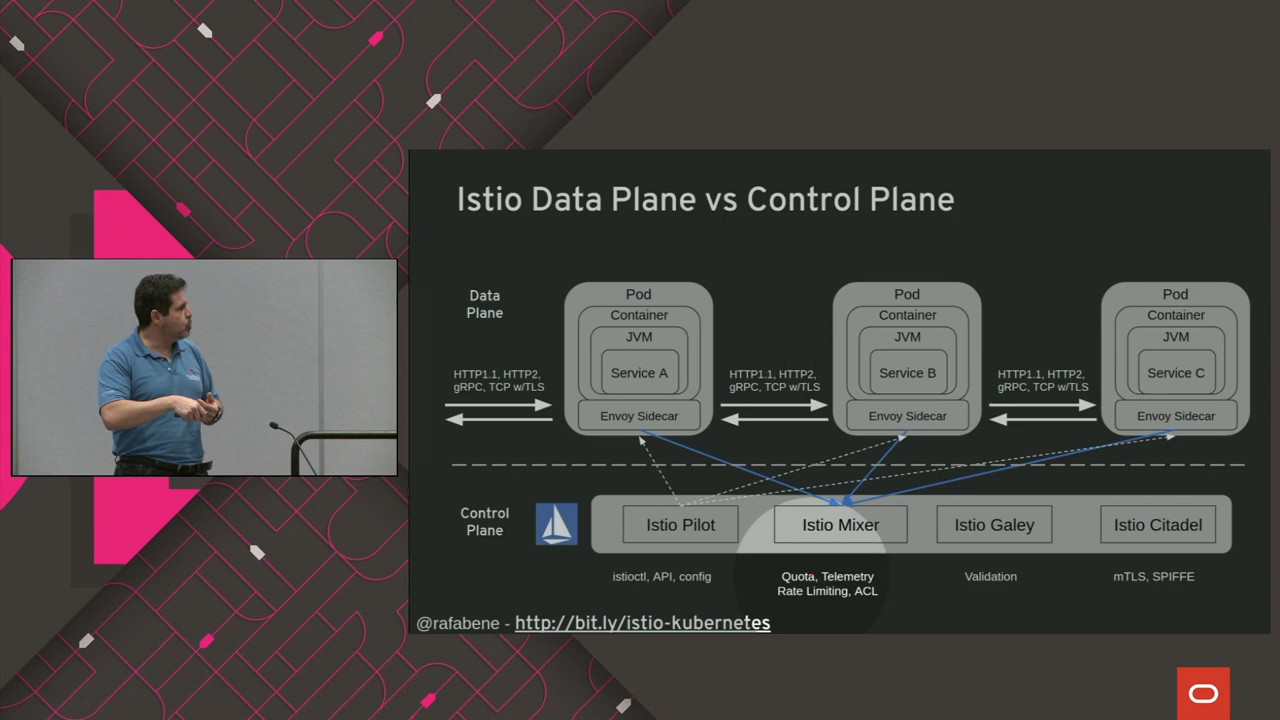 Istio Data Plane vs Control Plane
Data
Plane
Pod
Container
JVM
Service A
Envoy Sidecar
Pod
Container
JVM
Service B
Envoy Sidecar
Pod
Container
JVM
Service C
Envoy Sidecar
HTTP1.1, HTTP2,
gRPC, TCP w/TLS
HTTP1.1, HTTP2,
gRPC, TCP w/TLS
HTTP1.1, HTTP2,
gRPC, TCP w/TLS
Control
Plane
Istio Pilot
Istio Mixer
Istio Galey
Istio Citadel
istioctl, API, config
Quota, Telemetry
Rate Limiting, ACL
Validation
mTLS, SPIFFE
@rafabene - http://bit.ly/istio-kubernetes